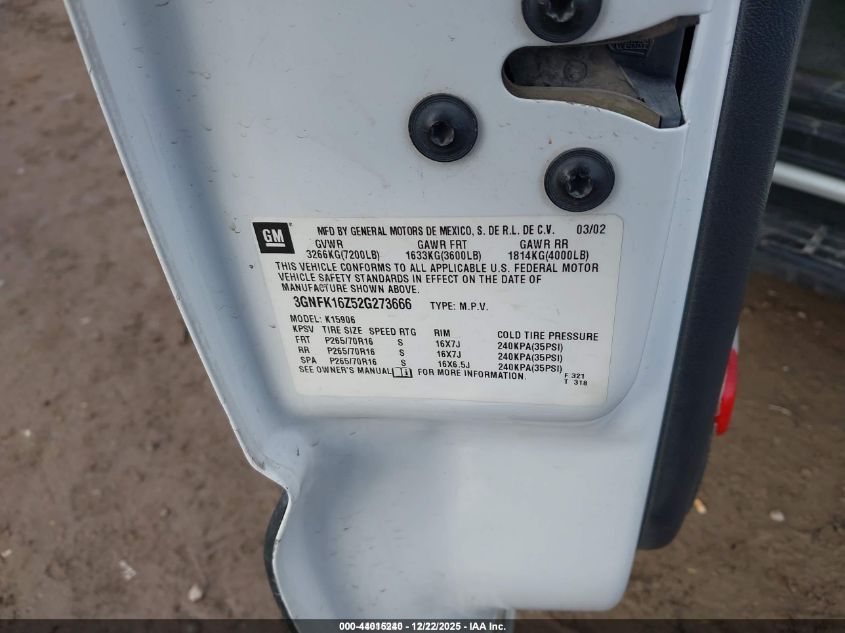 GM
MFD BY GENERAL MOTORS DE MEXICO, S. DE R.L. DE C.V. 03/02
GVWR GAWR FRT GAWR RR
3266KG(7200LB) 1633KG(3600LB) 1814KG(4000LB)
THIS VEHICLE CONFORMS TO ALL APPLICABLE U.S. FEDERAL MOTOR
VEHICLE SAFETY STANDARDS IN EFFECT ON THE DATE OF
MANUFACTURE SHOWN ABOVE.
3GNFK16Z52G273666 TYPE: M.P.V.
MODEL: K15906
KPSV TIRE SIZE SPEED RTG RIM COLD TIRE PRESSURE
FRT P265/70R16 S 16X7J 240KPA(35PSI)
RR P265/70R16 S 16X7J 240KPA(35PSI)
SPA P265/70R16 S 16X6.5J 240KPA(35PSI)
SEE OWNER'S MANUAL FOR MORE INFORMATION.
F 321
T 318
12/22/2025 - IAA, Inc.